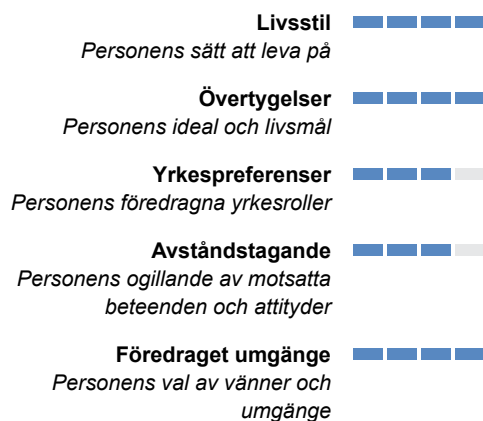 Livsstil
Personens sätt att leva på
Övertygelser
Personens ideal och livsmål
Yrkespreferenser
Personens föredragna yrkesroller
Avståndstagande
Personens ogillande av motsatta
beteenden och attityder
Föredraget umgänge
Personens val av vänner och
umgänge